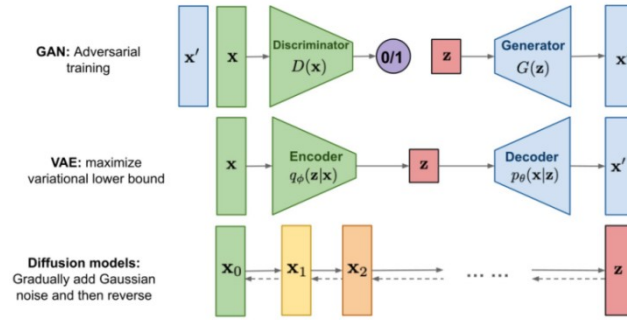 GAN: Adversarial
training
x'
x
Discriminator
D(x)
0/1
z
Generator
G(z)
x
VAE: maximize
variational lower bound
x
Encoder
qϕ(z|x)
z
Decoder
pθ(x|z)
x'
Diffusion models:
Gradually add Gaussian
noise and then reverse
x0
x1
x2
... ...
z